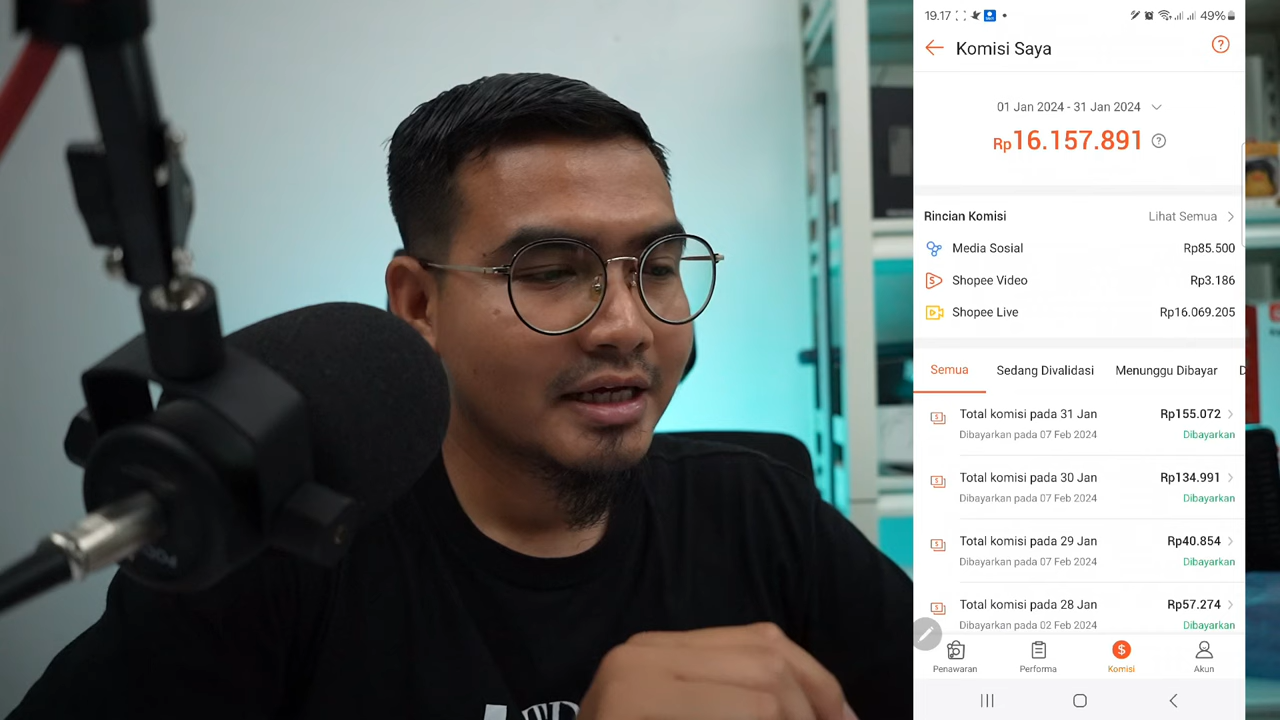 19.17
49%
Komisi Saya
01 Jan 2024 - 31 Jan 2024
Rp16.157.891
Rincian Komisi
Lihat Semua
Media Sosial
Rp85.500
Shopee Video
Rp3.186
Shopee Live
Rp16.069.205
Semua
Sedang Divalidasi
Menunggu Dibayar
D
Total komisi pada 31 Jan
Rp155.072
Dibayarkan pada 07 Feb 2024
Dibayarkan
Total komisi pada 30 Jan
Rp134.991
Dibayarkan pada 07 Feb 2024
Dibayarkan
Total komisi pada 29 Jan
Rp40.854
Dibayarkan pada 07 Feb 2024
Dibayarkan
Total komisi pada 28 Jan
Rp57.274
Dibayarkan pada 02 Feb 2024
Dibayarkan
Penawaran
Performa
Komisi
Akun